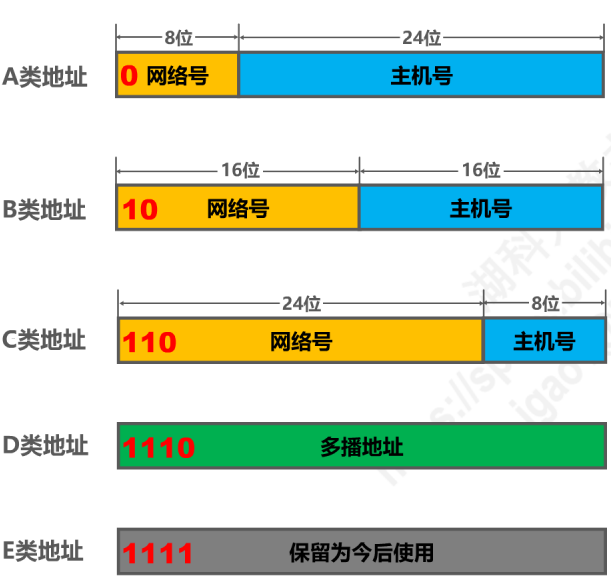 8位 24位
A类地址 0 网络号 主机号
16位 16位
B类地址 10 网络号 主机号
24位 8位
C类地址 110 网络号 主机号
D类地址 1110 多播地址
E类地址 1111 保留为今后使用